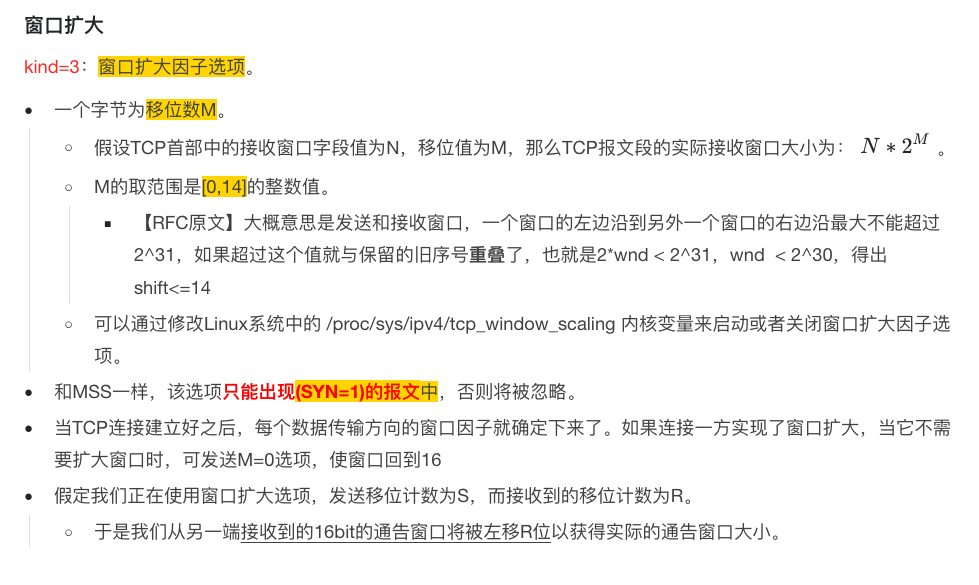 窗口扩大
kind=3：窗口扩大因子选项。
• 一个字节为移位数M。
◦ 假设TCP首部中的接收窗口字段值为N，移位值为M，那么TCP报文段的实际接收窗口大小为： N * 2^M 。
◦ M的取范围是[0,14]的整数值。
▪ 【RFC原文】大概意思是发送和接收窗口，一个窗口的左边沿到另外一个窗口的右边沿最大不能超过
2^31，如果超过这个值就与保留的旧序号重叠了，也就是2*wnd < 2^31，wnd < 2^30，得出
shift<=14
◦ 可以通过修改Linux系统中的 /proc/sys/ipv4/tcp_window_scaling 内核变量来启动或者关闭窗口扩大因子选
项。
• 和MSS一样，该选项只能出现(SYN=1)的报文中，否则将被忽略。
• 当TCP连接建立好之后，每个数据传输方向的窗口因子就确定下来了。如果连接一方实现了窗口扩大，当它不需
要扩大窗口时，可发送M=0选项，使窗口回到16
• 假定我们正在使用窗口扩大选项，发送移位计数为S，而接收到的移位计数为R。
◦ 于是我们从另一端接收到的16bit的通告窗口将被左移R位以获得实际的通告窗口大小。